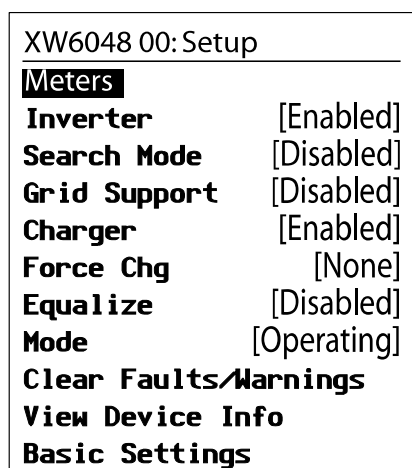 XW6048 00: Setup
Meters
Inverter [Enabled]
Search Mode [Disabled]
Grid Support [Disabled]
Charger [Enabled]
Force Chg [None]
Equalize [Disabled]
Mode [Operating]
Clear Faults/Warnings
View Device Info
Basic Settings